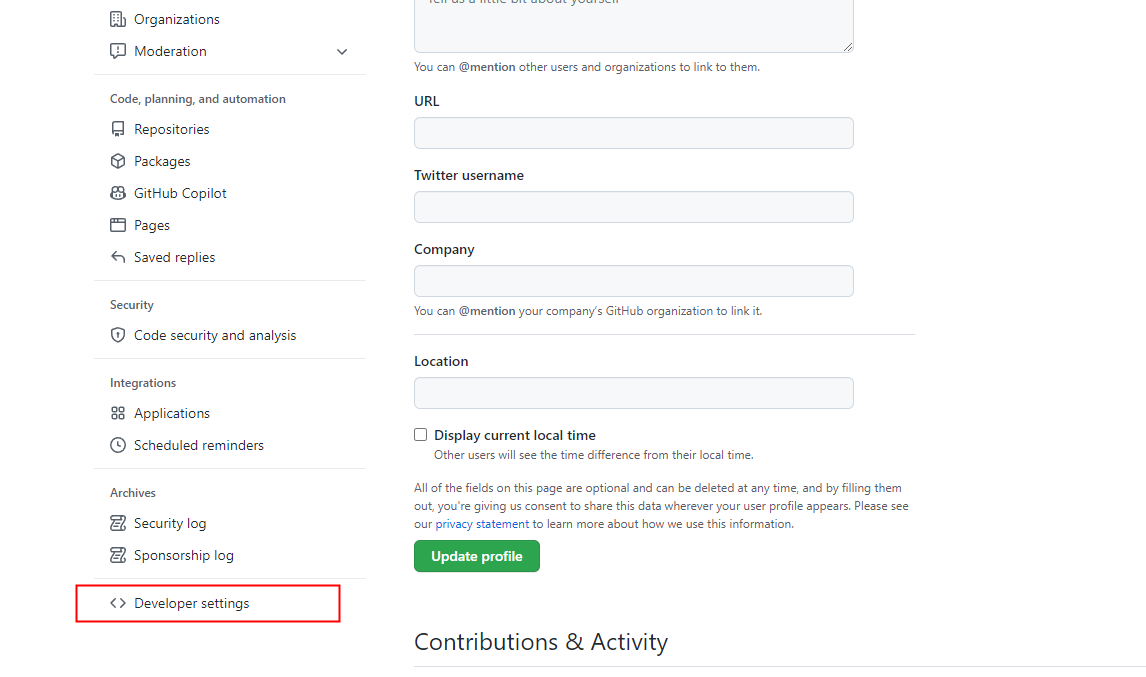 Organizations
Moderation
Code, planning, and automation
Repositories
Packages
GitHub Copilot
Pages
Saved replies
Security
Code security and analysis
Integrations
Applications
Scheduled reminders
Archives
Security log
Sponsorship log
Developer settings
Tell us a little bit about yourself
You can @mention other users and organizations to link to them.
URL
Twitter username
Company
You can @mention your company's GitHub organization to link it.
Location
Display current local time
Other users will see the time difference from their local time.
All of the fields on this page are optional and can be deleted at any time, and by filling them
out, you're giving us consent to share this data wherever your user profile appears. Please see
our privacy statement to learn more about how we use this information.
Update profile
Contributions & Activity